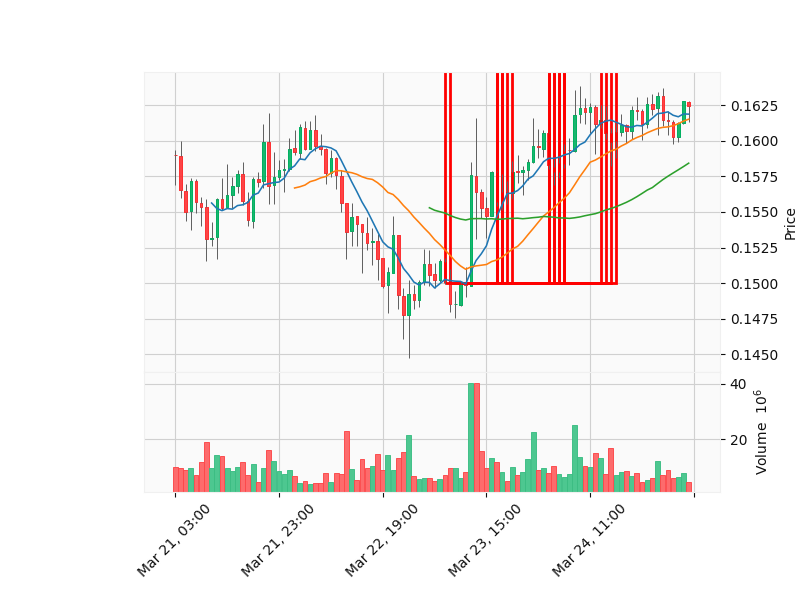 0.1625
0.1600
0.1575
0.1550
0.1525
0.1500
0.1475
0.1450
Price
40
20
Volume 10⁶
Mar 21, 03:00
Mar 21, 23:00
Mar 22, 19:00
Mar 23, 15:00
Mar 24, 11:00